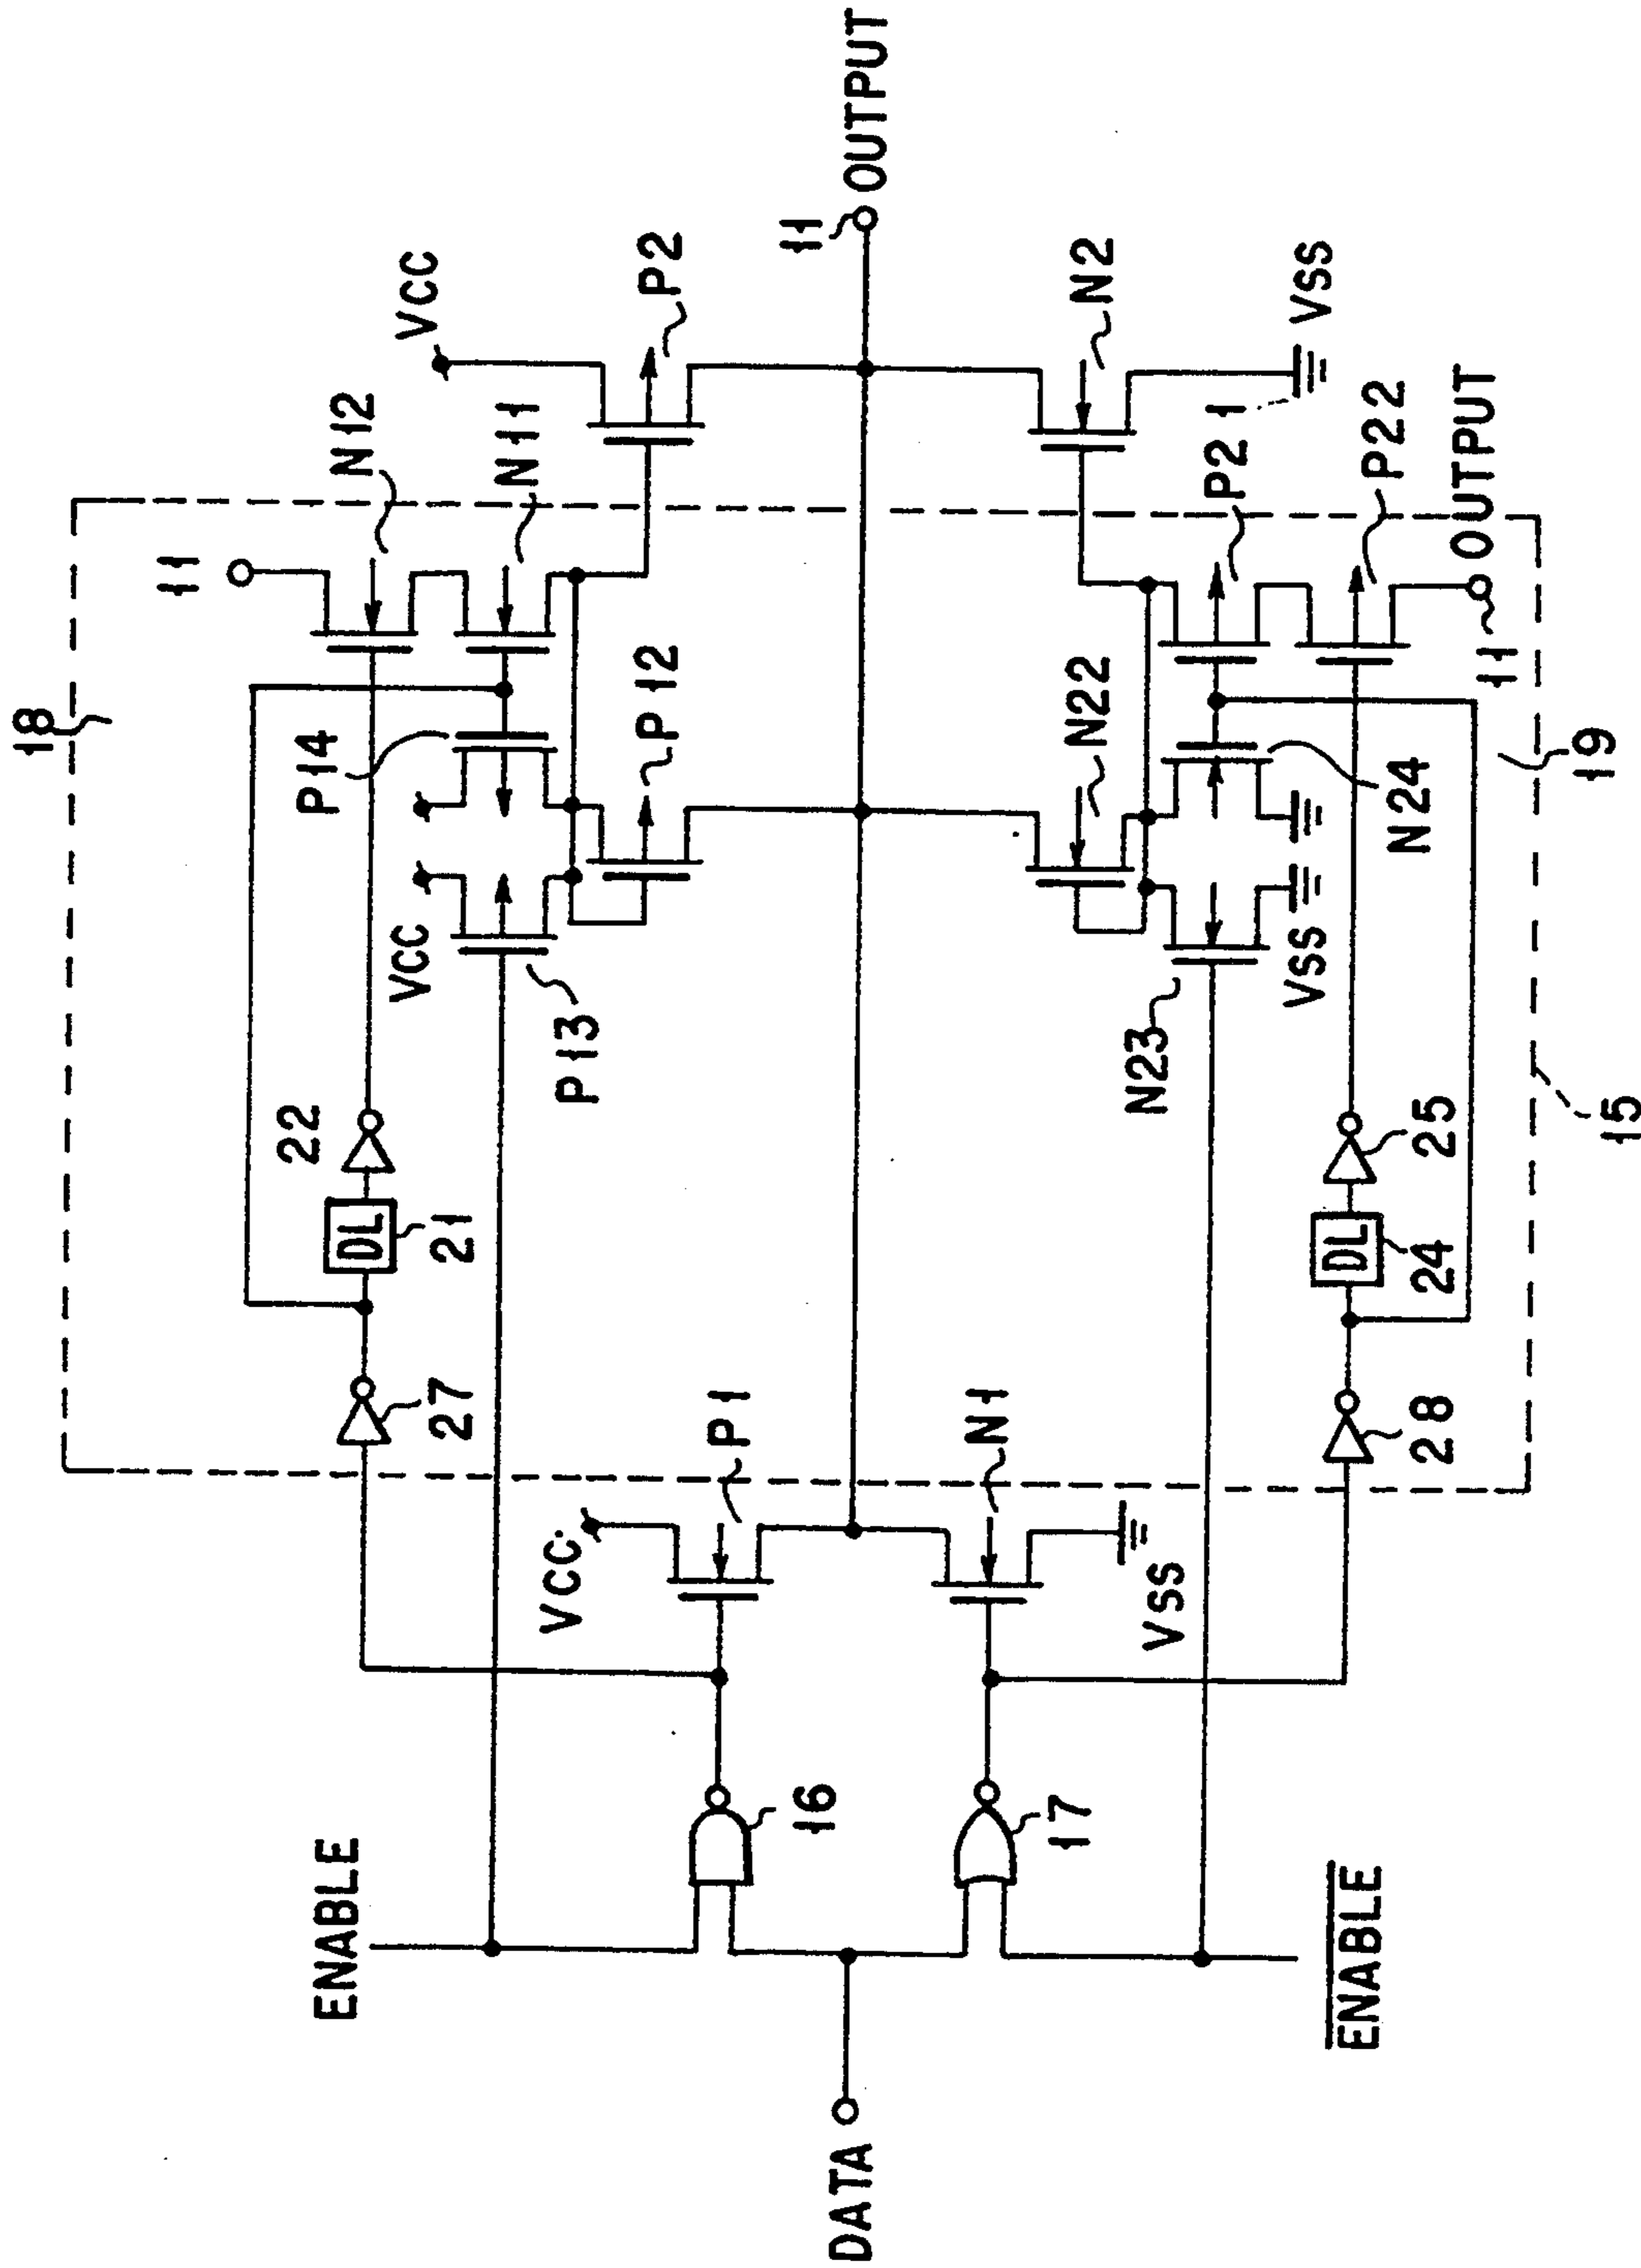 18
11
N12
VCC
N11
P14
P2
22
VCC
P12
DL
21
P13
27
11 OUTPUT
ENABLE
VCC
P1
16
DATA
N1
N22
N2
17
VSS
N23
N24
P21
VSS
VSS
P22
ENABLE
28
DL
24
25
11 OUTPUT
19
15